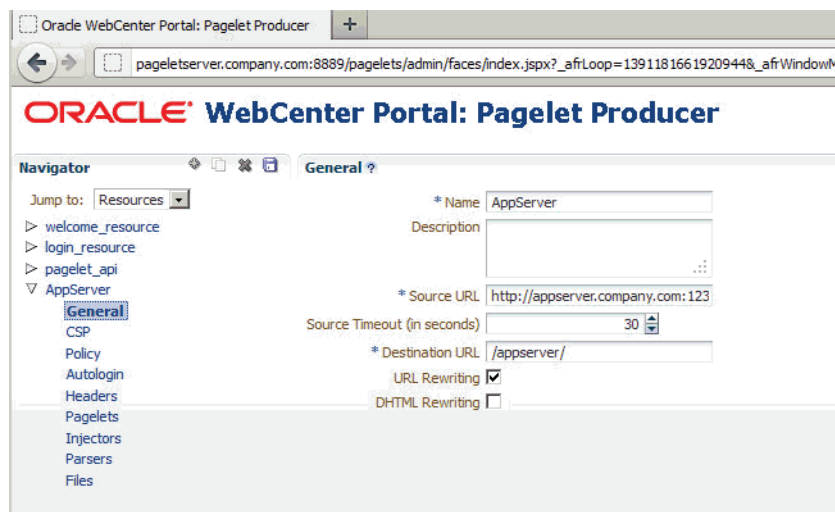 Oracle WebCenter Portal: Pagelet Producer
pageletserver.company.com:8889/pagelets/admin/faces/index.jspx?_afrLoop=1391181661920944&_afrWindowM
ORACLE WebCenter Portal: Pagelet Producer
Navigator
General ?
Jump to: Resources
welcome_resource
login_resource
pagelet_api
AppServer
General
CSP
Policy
Autologin
Headers
Pagelets
Injectors
Parsers
Files
* Name AppServer
Description
* Source URL http://appserver.company.com:123
Source Timeout (in seconds) 30
* Destination URL /appserver/
URL Rewriting
DHTML Rewriting